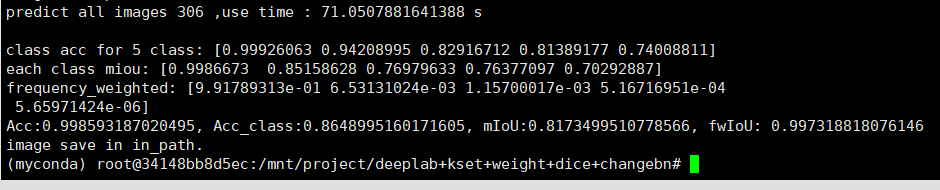 predict all images 306 ,use time : 71.0507881641388 s
class acc for 5 class: [0.99926063 0.94208995 0.82916712 0.81389177 0.74008811]
each class miou: [0.9986673  0.85158628 0.76979633 0.76377097 0.70292887]
frequency_weighted: [9.91789313e-01 6.53131024e-03 1.15700017e-03 5.16716951e-04
 5.65971424e-06]
Acc:0.998593187020495, Acc_class:0.8648995160171605, mIoU:0.8173499510778566, fwIoU: 0.997318818076146
image save in in_path.
(myconda) root@34148bb8d5ec:/mnt/project/deeplab+kset+weight+dice+changebn#